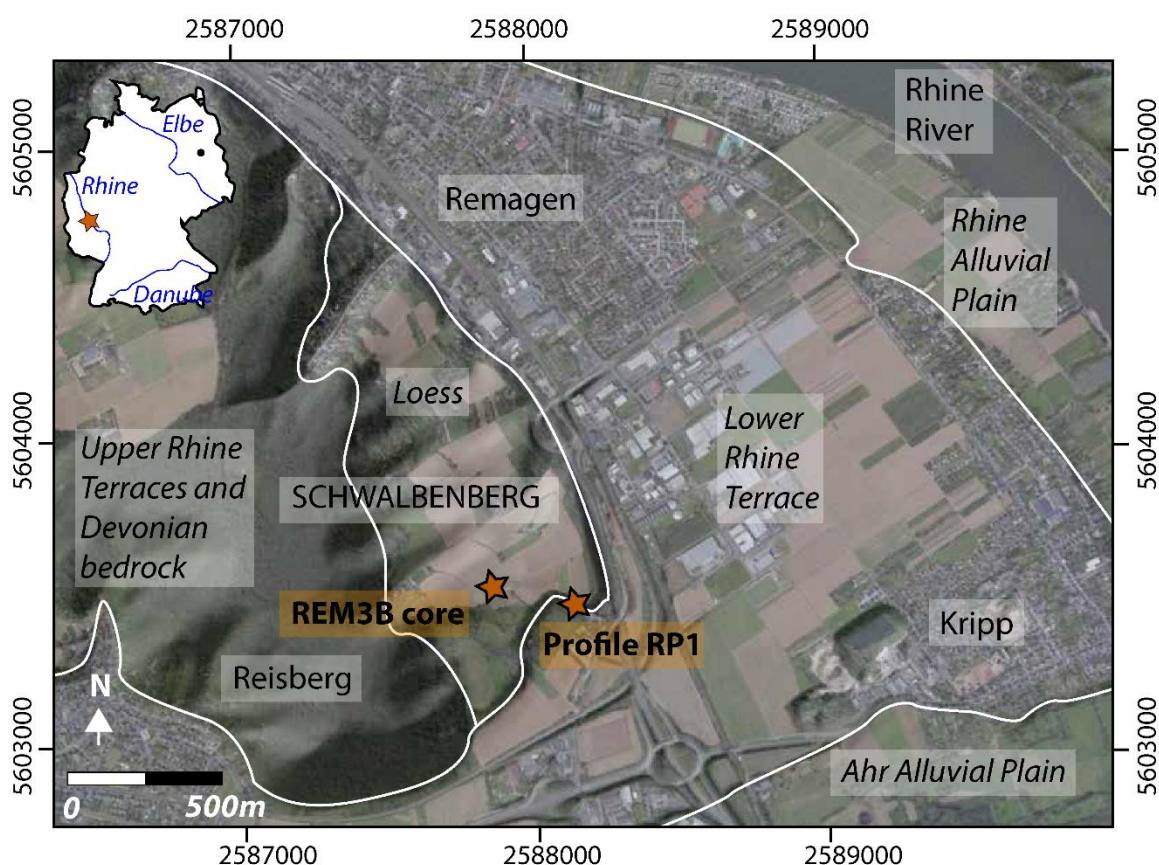 2587000
2588000
2589000
5605000
5604000
5603000
Elbe
Rhine
Danube
Remagen
Rhine
River
Rhine
Alluvial
Plain
Loess
Upper Rhine
Terraces and
Devonian
bedrock
SCHWALBENBERG
Lower
Rhine
Terrace
REM3B core
Profile RP1
Kripp
Reisberg
Ahr Alluvial Plain
N
0
500m
5605000
5604000
5603000
2587000
2588000
2589000